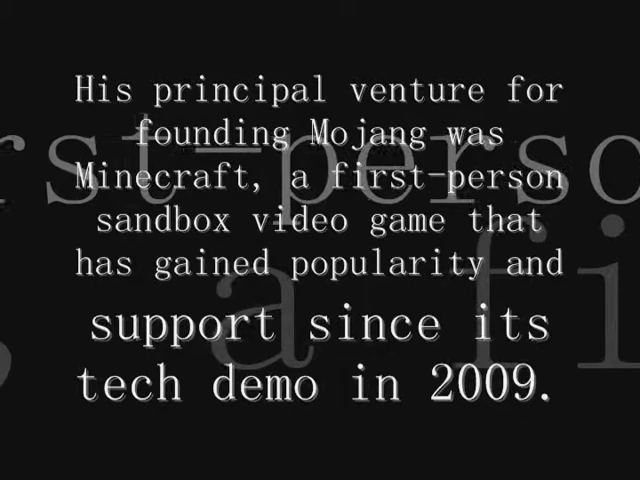 His principal venture for
founding Mojang was
Minecraft, a first-person
sandbox video game that
has gained popularity and
support since its
tech demo in 2009.